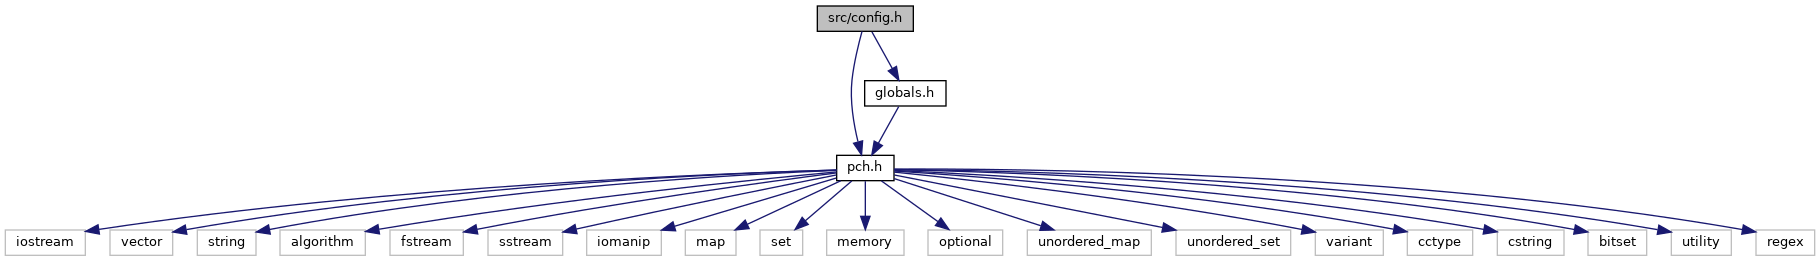 src/config.h
globals.h
pch.h
iostream
vector
string
algorithm
fstream
sstream
iomanip
map
set
memory
optional
unordered_map
unordered_set
variant
cctype
cstring
bitset
utility
regex